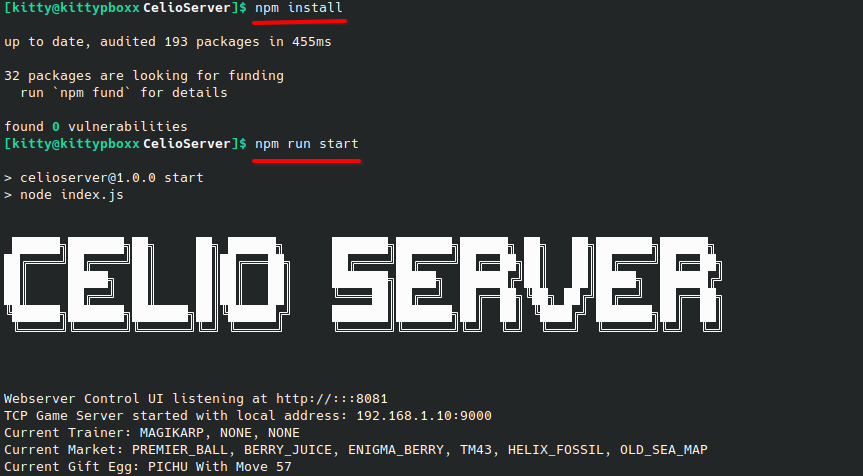 [kitty@kittypboxx CelioServer]$ npm install
up to date, audited 193 packages in 455ms
32 packages are looking for funding
run `npm fund` for details
found 0 vulnerabilities
[kitty@kittypboxx CelioServer]$ npm run start
> celioserver@1.0.0 start
> node index.js
CELIO SERVER
Webserver Control UI listening at http://:::8081
TCP Game Server started with local address: 192.168.1.10:9000
Current Trainer: MAGIKARP, NONE, NONE
Current Market: PREMIER_BALL, BERRY_JUICE, ENIGMA_BERRY, TM43, HELIX_FOSSIL, OLD_SEA_MAP
Current Gift Egg: PICHU With Move 57